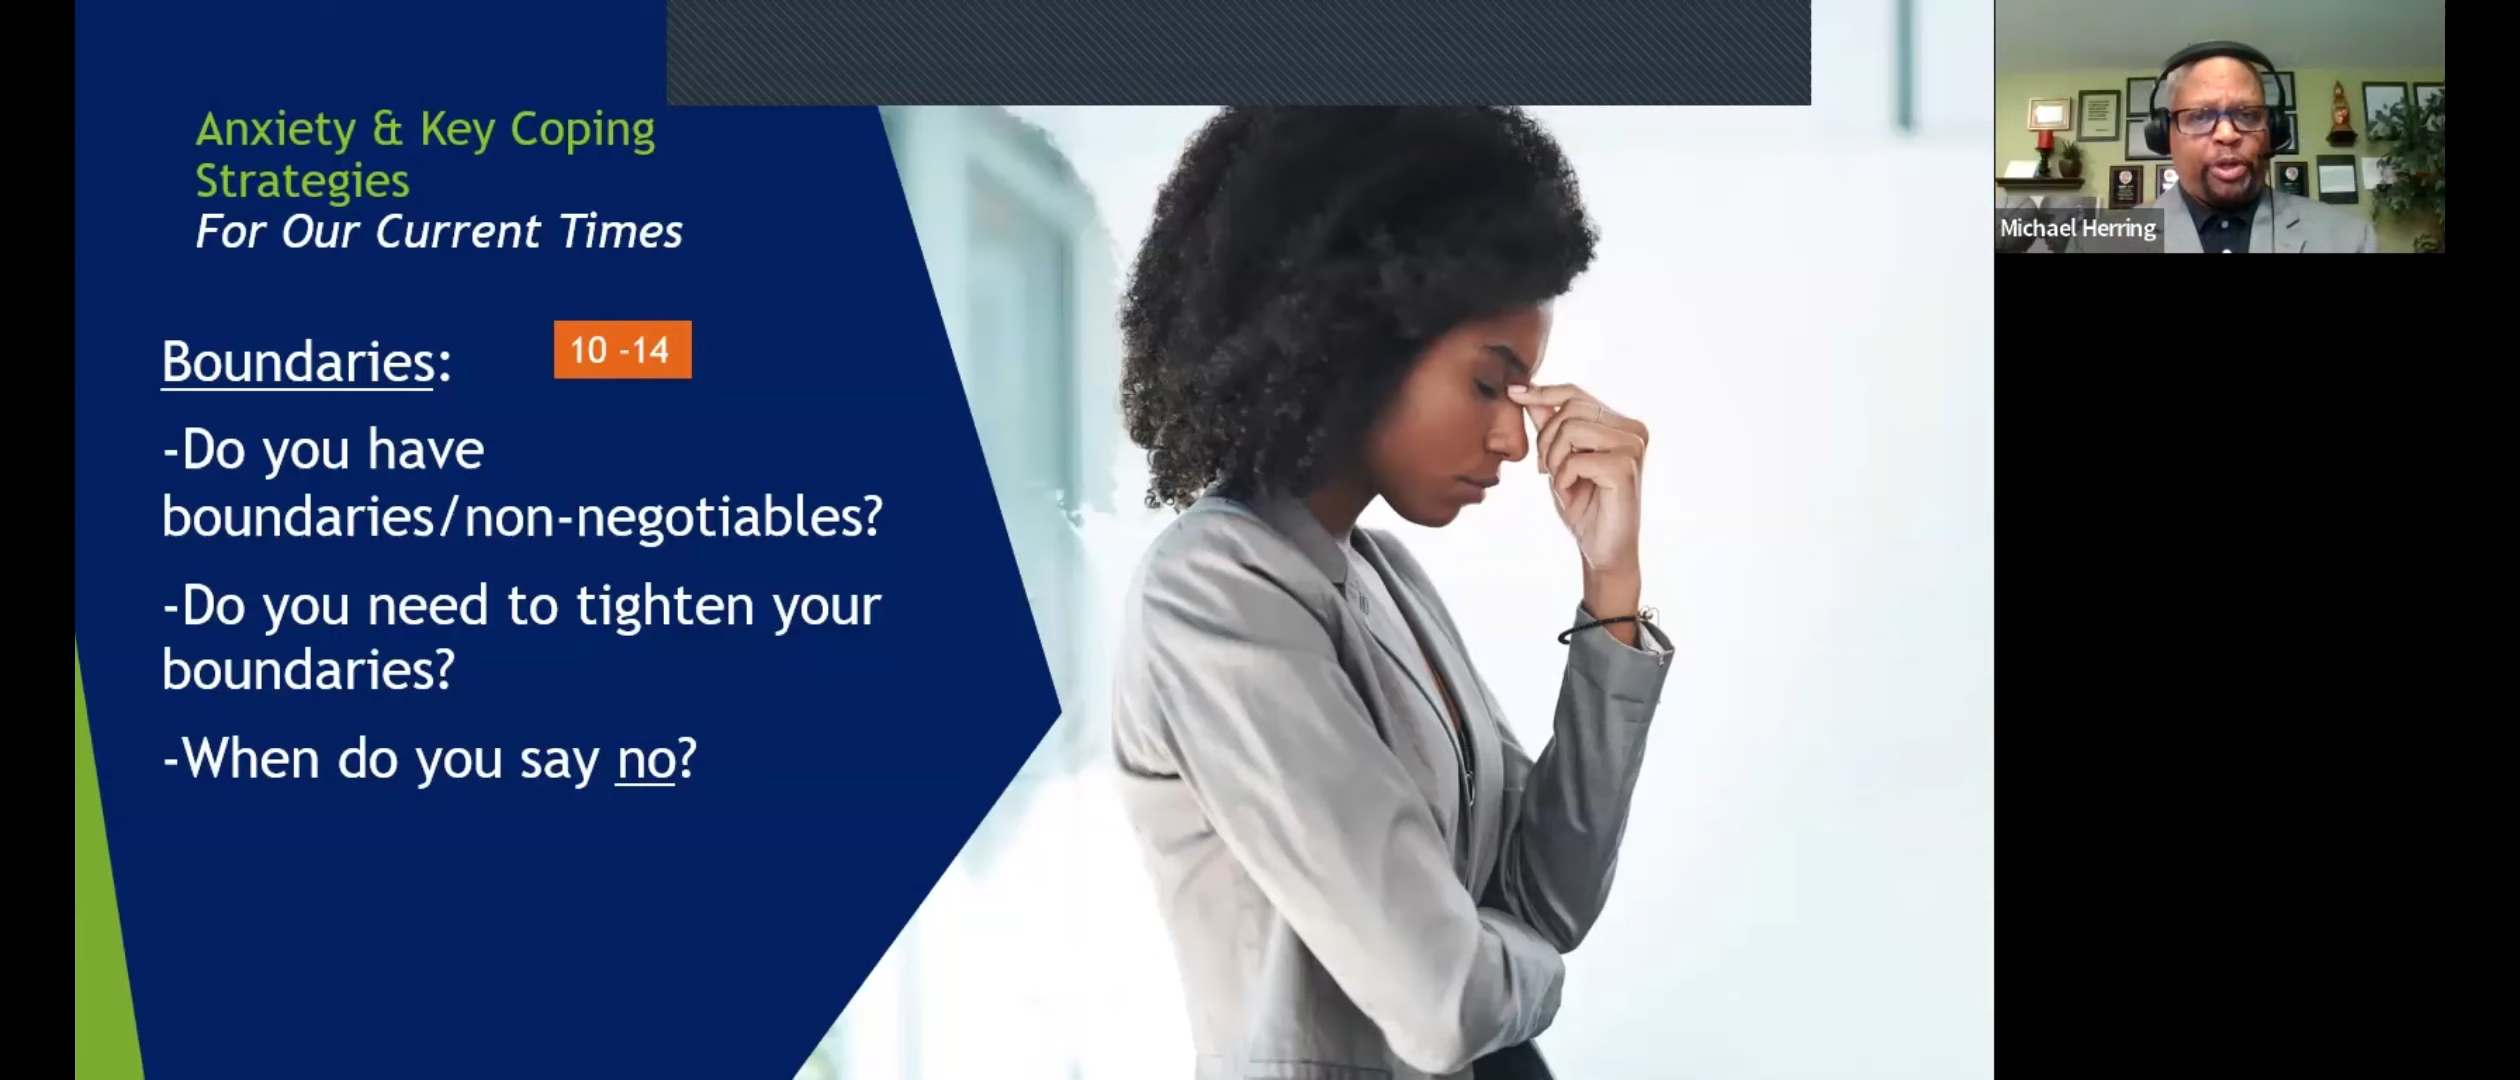 Anxiety & Key Coping
Strategies
For Our Current Times
Boundaries:
10 -14
-Do you have
boundaries/non-negotiables?
-Do you need to tighten your
boundaries?
-When do you say no?
Michael Herring